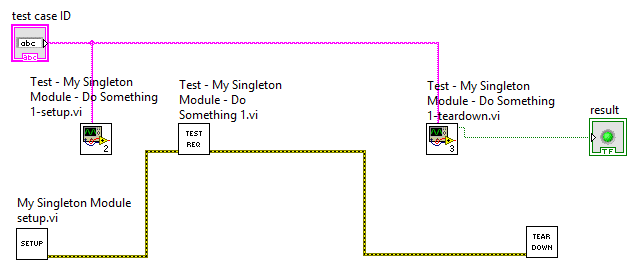 test case ID
abc
abc
Test - My Singleton
Module - Do Something
1-setup.vi
2
Test - My Singleton
Module - Do
Something 1.vi
TEST
REQ
Test - My Singleton
Module - Do Something
1-teardown.vi
3
result
TF
My Singleton Module
setup.vi
SETUP
TEAR
DOWN